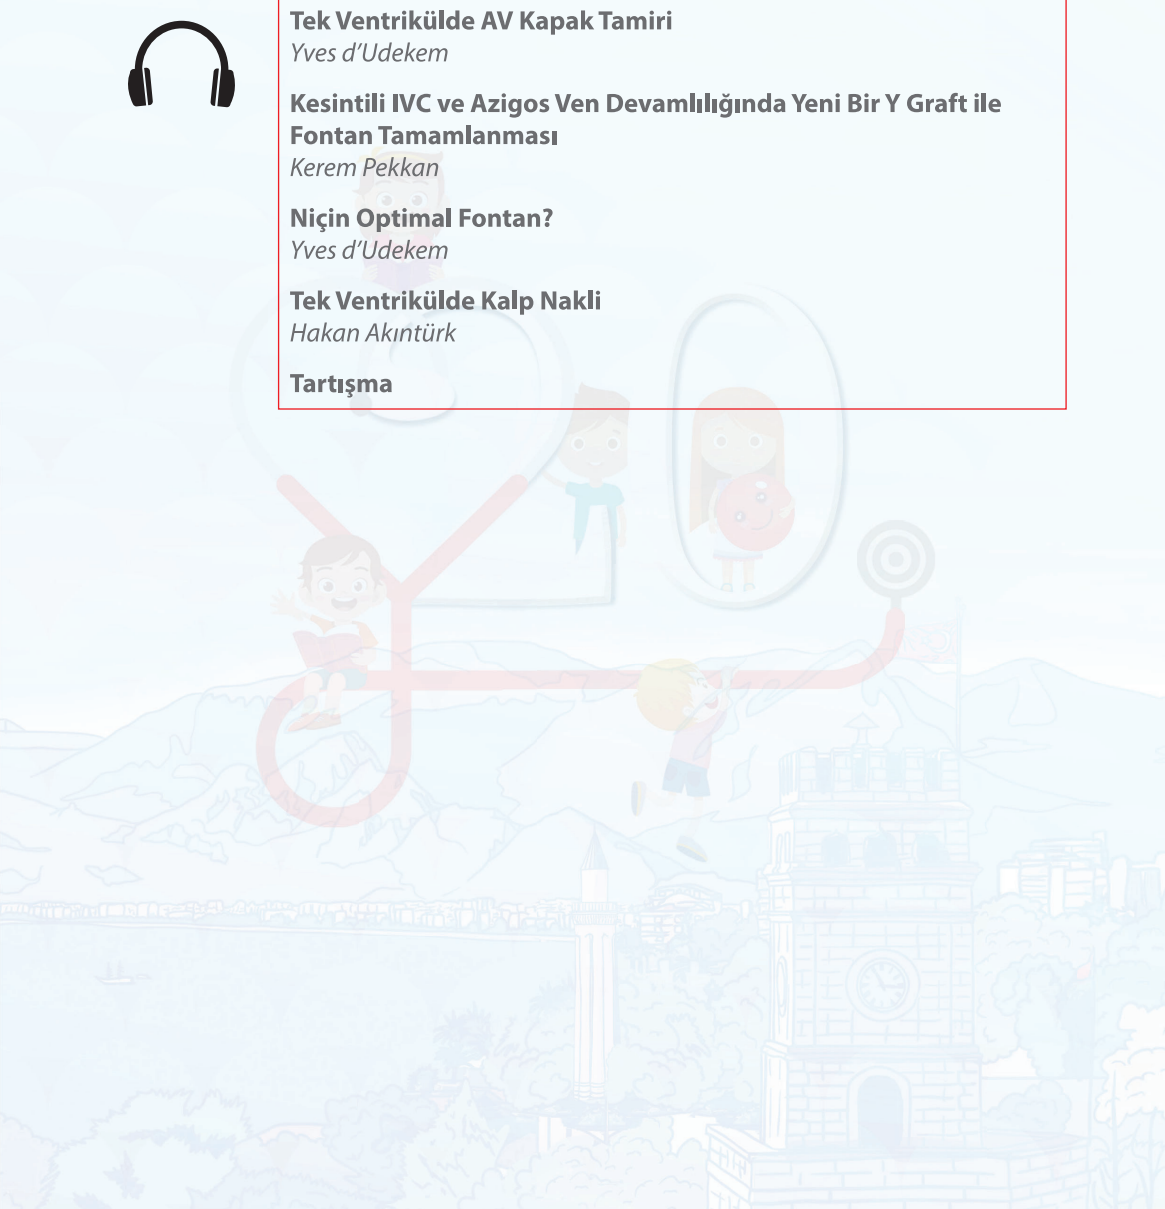 Tek Ventrikülde AV Kapak Tamiri
Yves d’Udekem
Kesintili IVC ve Azigos Ven Devamlılığında Yeni Bir Y Graft ile
Fontan Tamamlanması
Kerem Pekkan
Niçin Optimal Fontan?
Yves d’Udekem
Tek Ventrikülde Kalp Nakli
Hakan Akıntürk
Tartışma